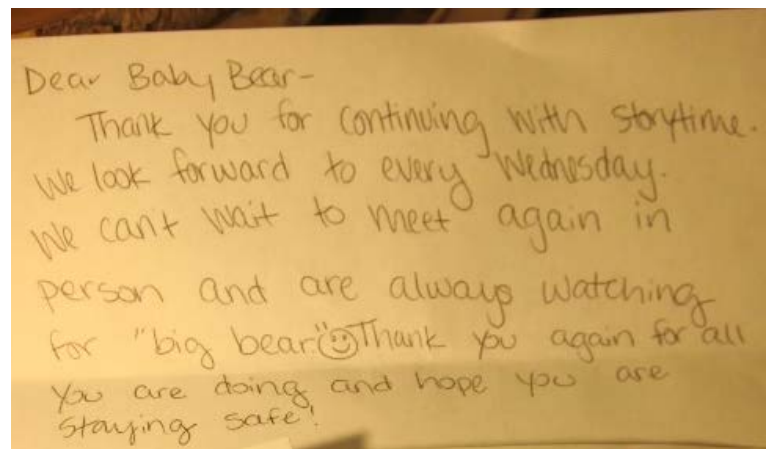 Dear Baby Bear-
Thank you for continuing with storytime.
We look forward to every Wednesday.
We can't wait to meet again in
person and are always watching
for "big bear" Thank you again for all
you are doing and hope you are
staying safe!